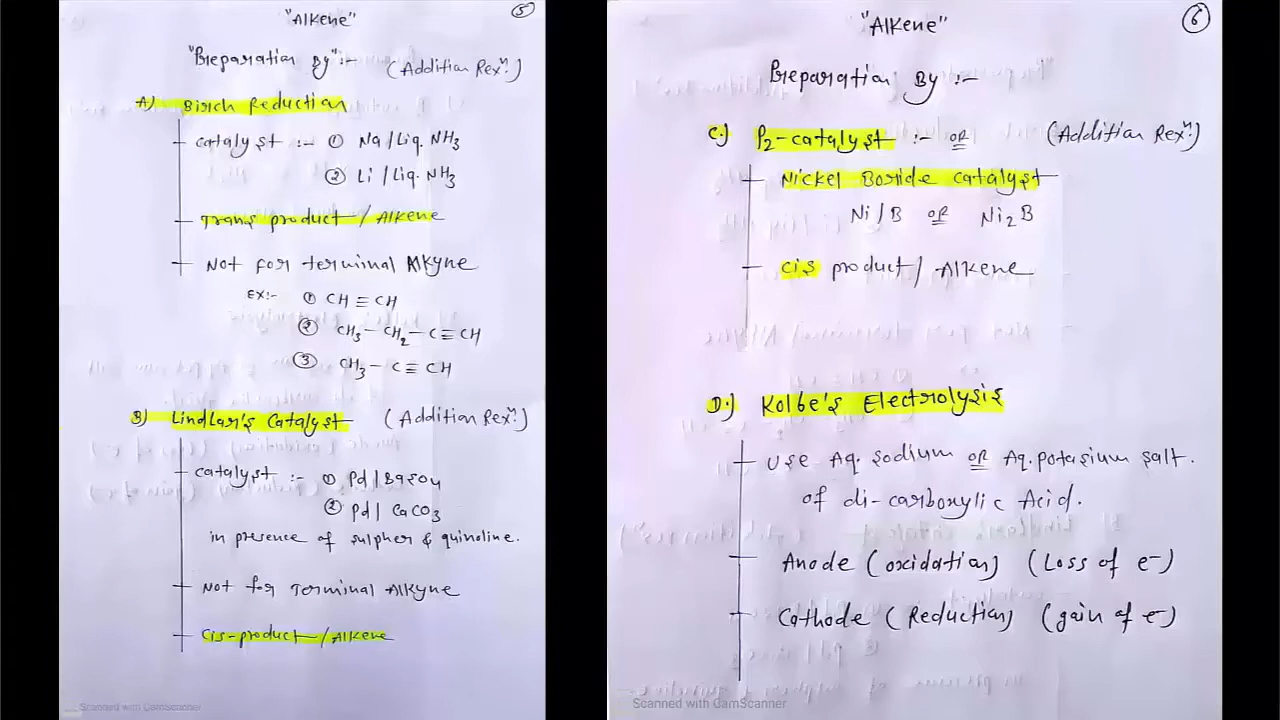 "Alkene"
5
"Preparation By":-
(Addition Rexⁿ.)
A) Birch Reduction
catalyst :- ① Na/Liq. NH3
② Li/Liq. NH3
Trans product/Alkene
Not for terminal Alkyne
Ex:- ① CH≡CH
② CH3-CH2-C≡CH
③ CH3-C≡CH
B) Lindlar's Catalyst (Addition Rexⁿ.)
catalyst :- ① Pd|BaSO4
② Pd| CaCO3
in presence of sulpher & quinoline.
Not for Terminal Alkyne
Cis-product/Alkene
Scanned with CamScanner
"Alkene"
6
Preparation By :-
C.) P2-catalyst :- OR (Addition Rexⁿ.)
Nickel Boride catalyst
Ni/B OR Ni2B
cis product/Alkene
D.) Kolbe's Electrolysis
Use Aq. sodium OR Aq. potasium salt.
of di-carboxylic Acid.
Anode (oxidation) (Loss of e-)
Cathode (Reduction) (gain of e-)
Scanned with CamScanner